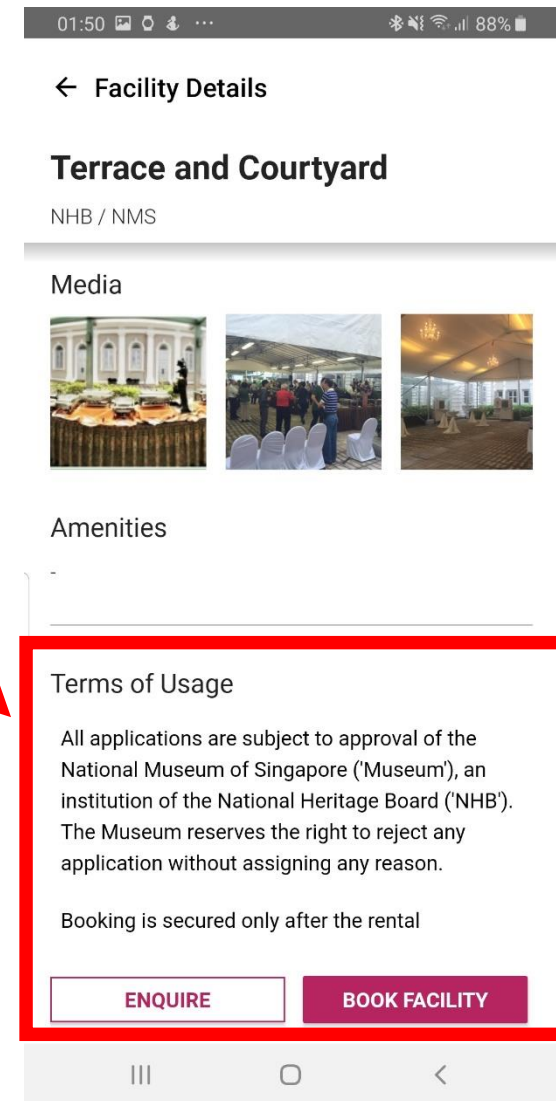 01:50 ... 88%
Facility Details
Terrace and Courtyard
NHB / NMS
Media
Amenities
-
Terms of Usage
All applications are subject to approval of the
National Museum of Singapore ('Museum'), an
institution of the National Heritage Board ('NHB').
The Museum reserves the right to reject any
application without assigning any reason.
Booking is secured only after the rental
ENQUIRE BOOK FACILITY